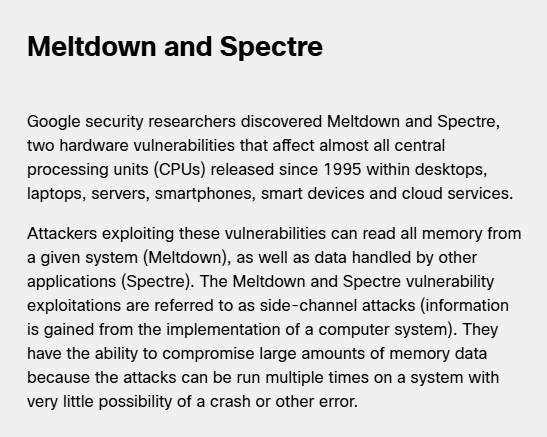 Meltdown and Spectre
Google security researchers discovered Meltdown and Spectre,
two hardware vulnerabilities that affect almost all central
processing units (CPUs) released since 1995 within desktops,
laptops, servers, smartphones, smart devices and cloud services.
Attackers exploiting these vulnerabilities can read all memory from
a given system (Meltdown), as well as data handled by other
applications (Spectre). The Meltdown and Spectre vulnerability
exploitations are referred to as side-channel attacks (information
is gained from the implementation of a computer system). They
have the ability to compromise large amounts of memory data
because the attacks can be run multiple times on a system with
very little possibility of a crash or other error.